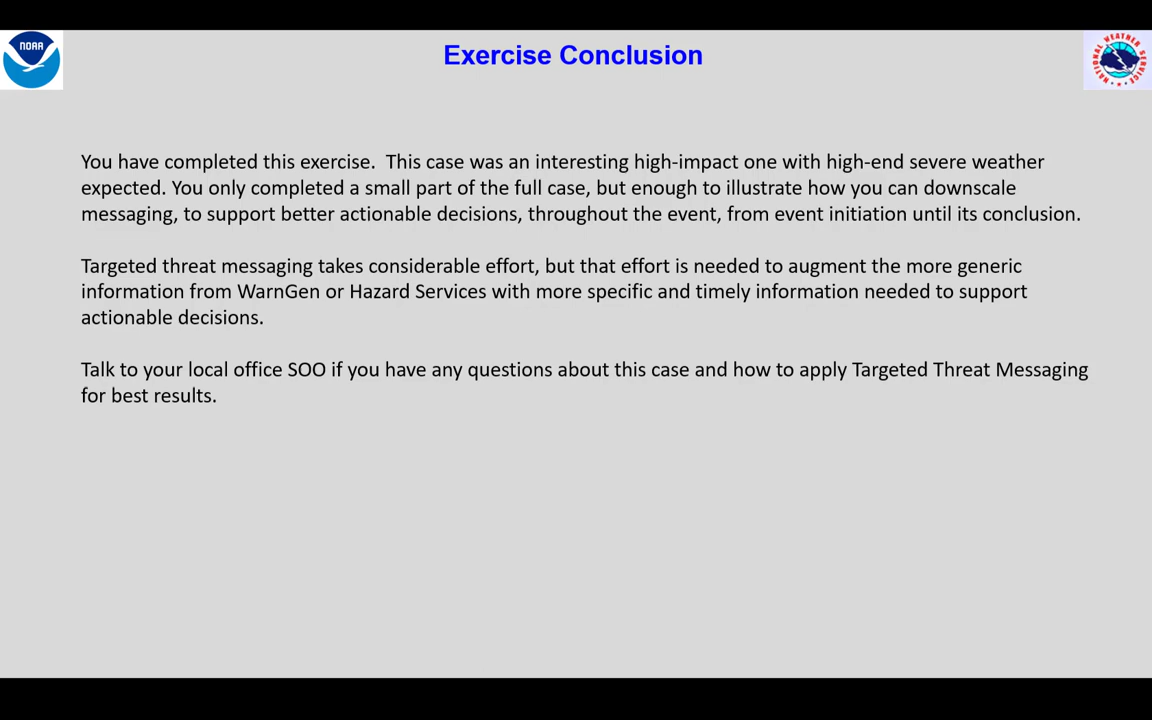 NOAA
NATIONAL WEATHER SERVICE
Exercise Conclusion
You have completed this exercise.  This case was an interesting high-impact one with high-end severe weather
expected. You only completed a small part of the full case, but enough to illustrate how you can downscale
messaging, to support better actionable decisions, throughout the event, from event initiation until its conclusion.
Targeted threat messaging takes considerable effort, but that effort is needed to augment the more generic
information from WarnGen or Hazard Services with more specific and timely information needed to support
actionable decisions.
Talk to your local office SOO if you have any questions about this case and how to apply Targeted Threat Messaging
for best results.